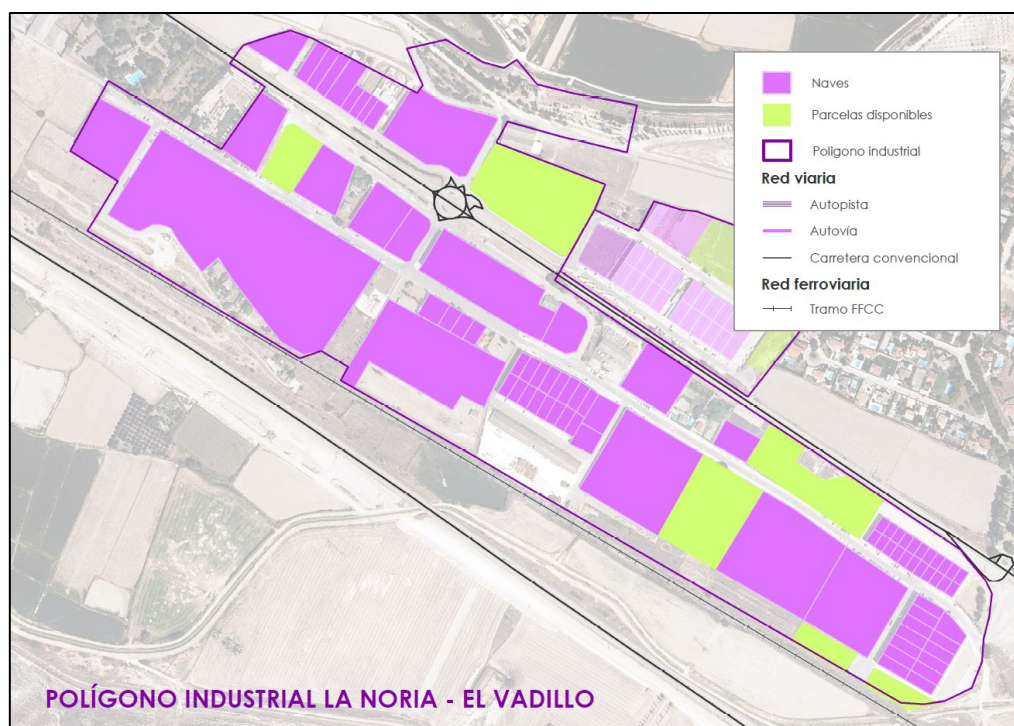 Naves
Parcelas disponibles
Polígono industrial
Red viaria
Autopista
Autovía
Carretera convencional
Red ferroviaria
Tramo FFCC
POLÍGONO INDUSTRIAL LA NORIA - EL VADILLO